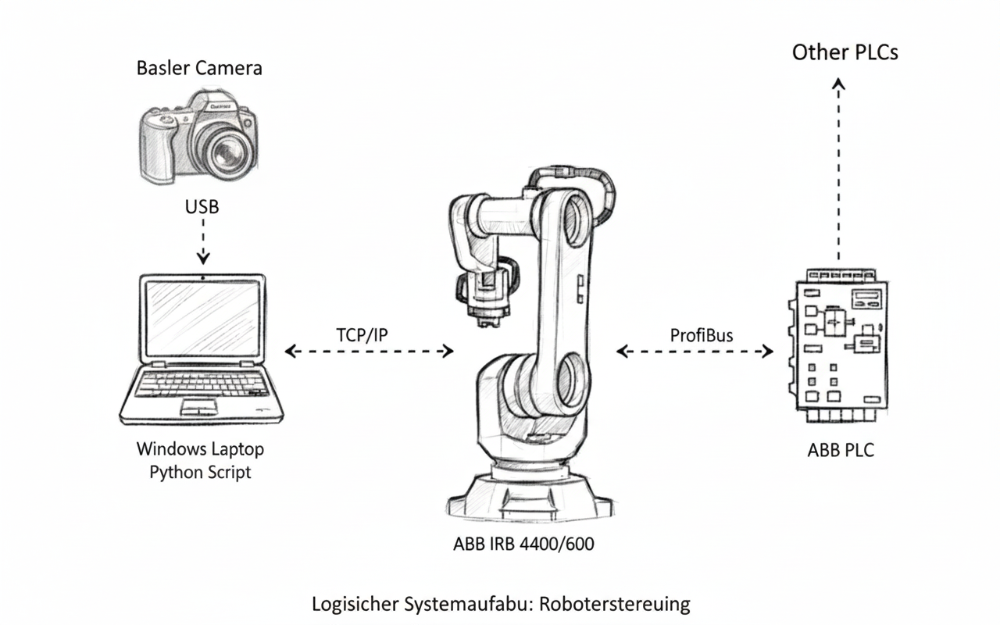 Basler Camera
Other PLCs
USB
TCP/IP
ProfiBus
Windows Laptop
Python Script
ABB PLC
ABB IRB 4400/600
Logisicher Systemaufabu: Roboterstereuing